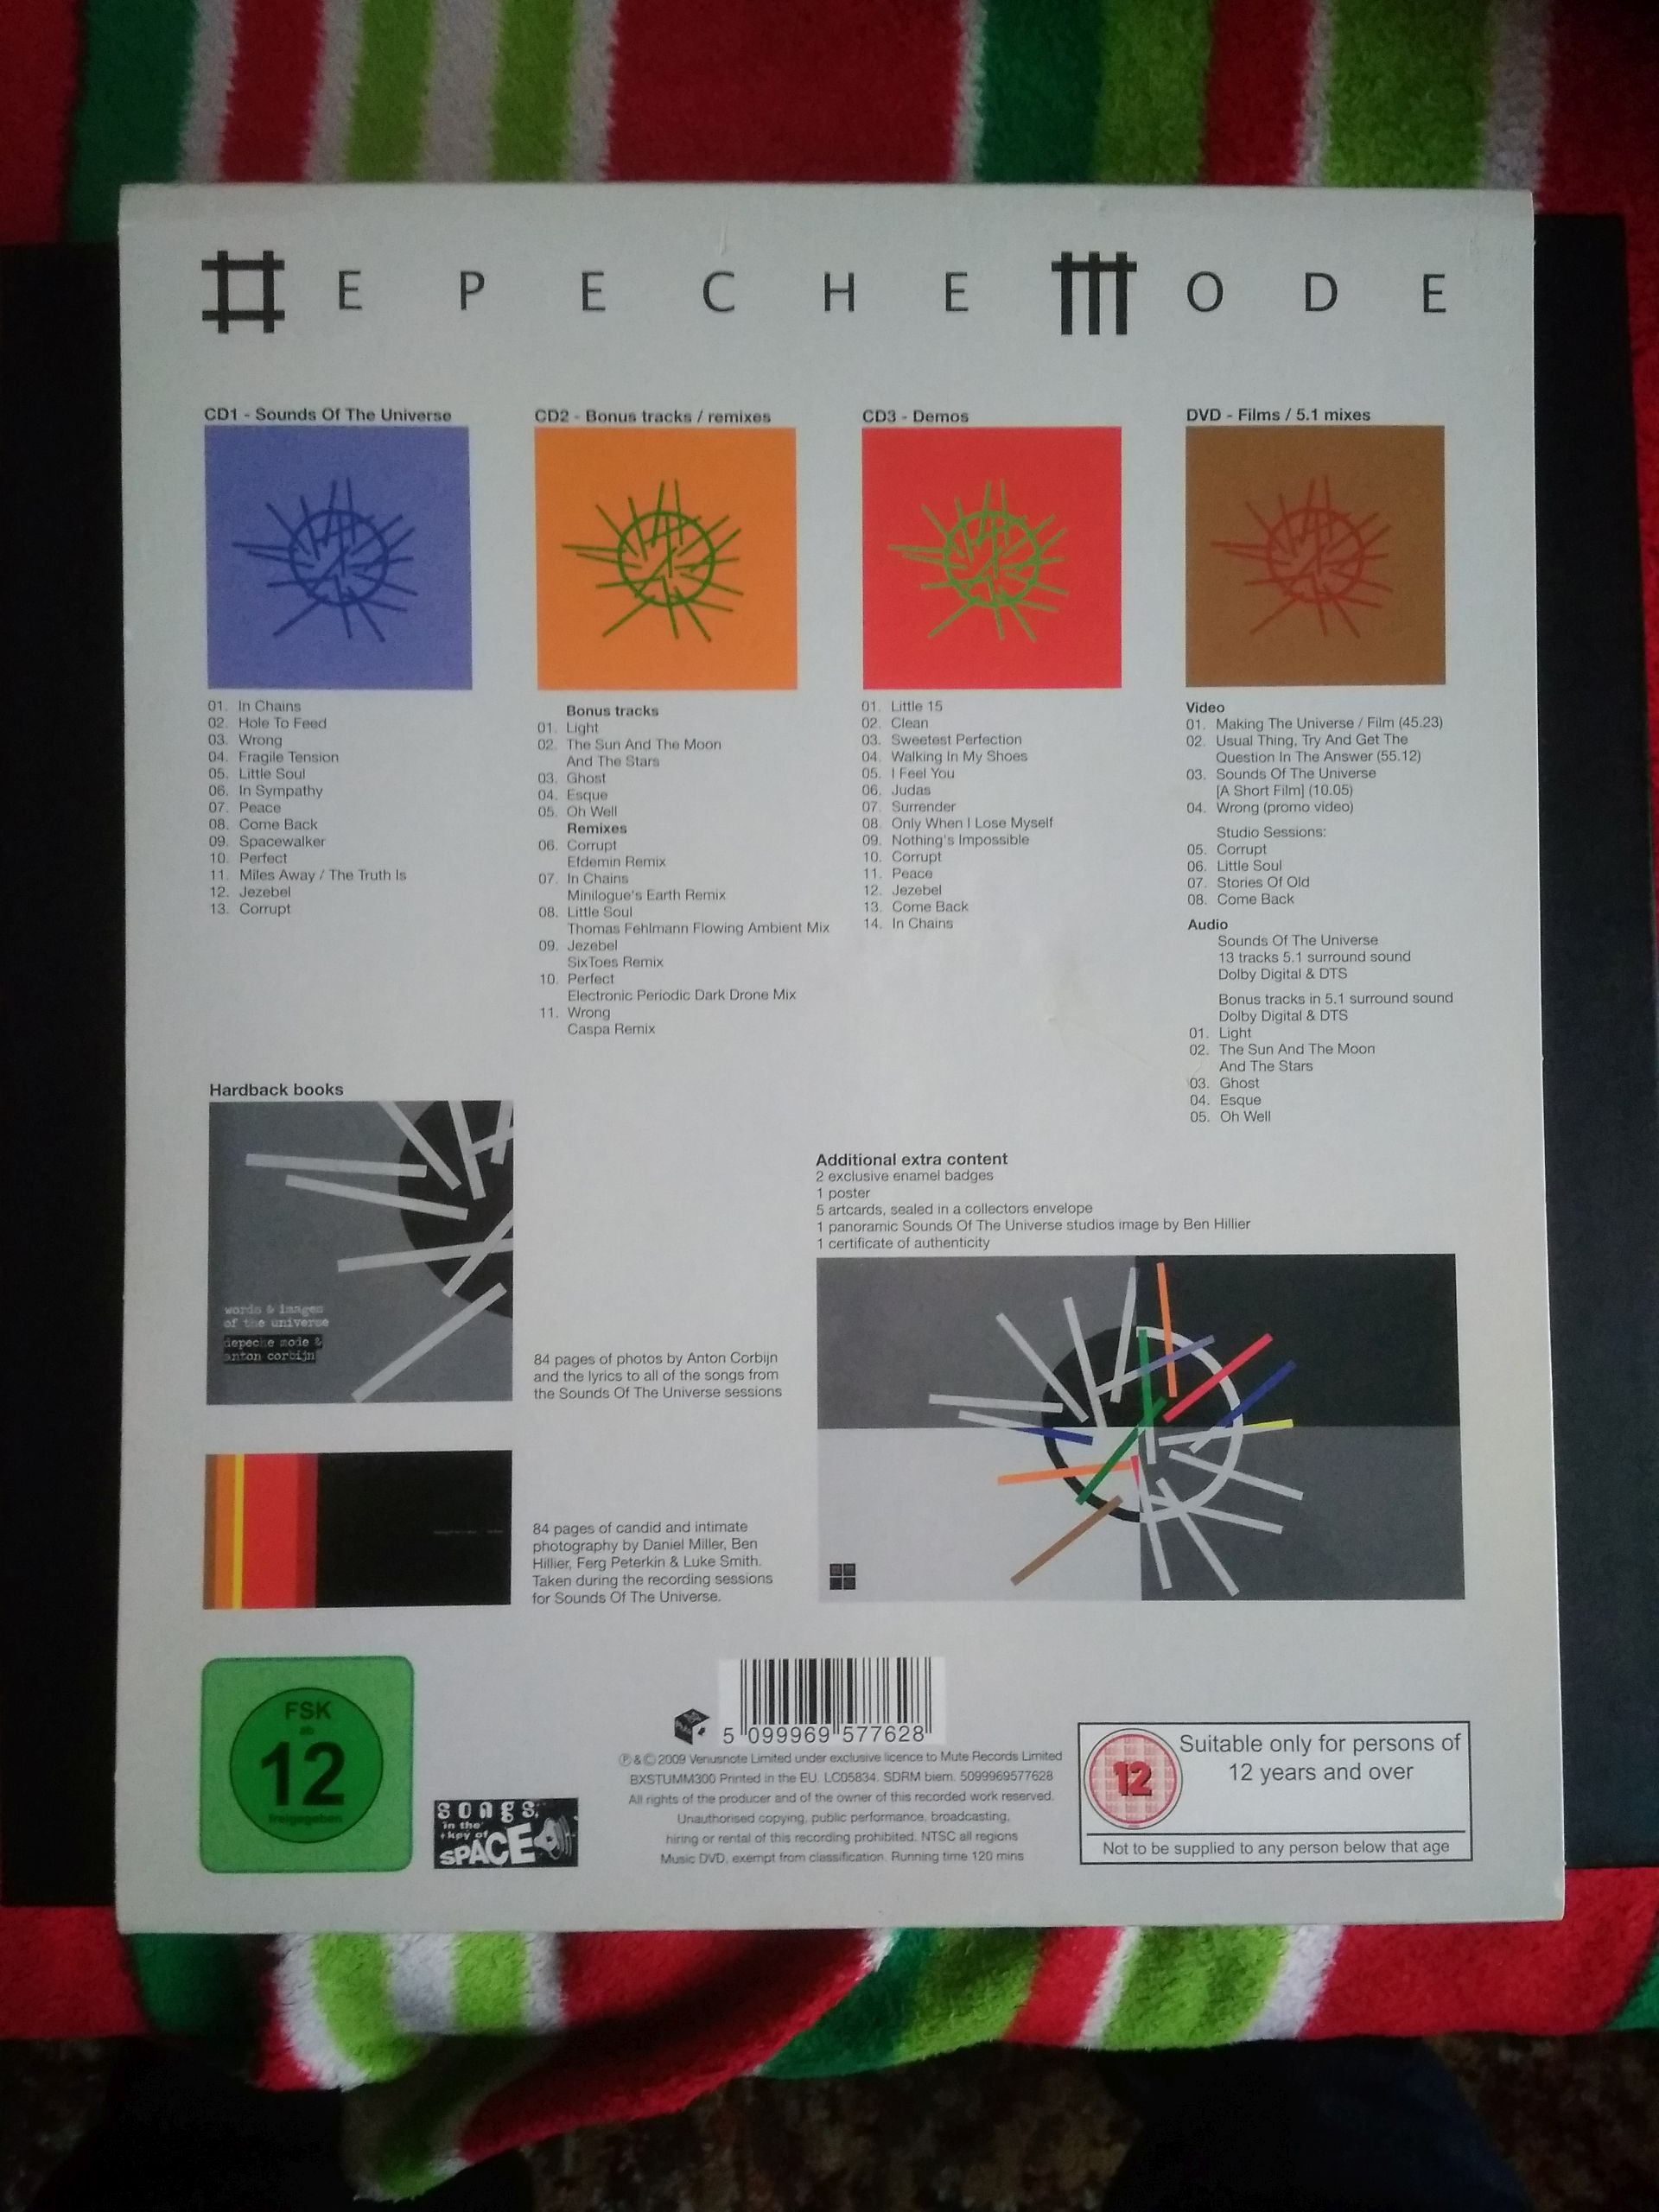 DEPECHE MODE
CD1 - Sounds Of The Universe
01. In Chains
02. Hole To Feed
03. Wrong
04. Fragile Tension
05. Little Soul
06. In Sympathy
07. Peace
08. Come Back
09. Spacewalker
10. Perfect
11. Miles Away / The Truth Is
12. Jezebel
13. Corrupt
CD2 - Bonus tracks / remixes
Bonus tracks
01. Light
02. The Sun And The Moon
And The Stars
03. Ghost
04. Esque
05. Oh Well
Remixes
06. Corrupt
Efdemin Remix
07. In Chains
Minilogue's Earth Remix
08. Little Soul
Thomas Fehlmann Flowing Ambient Mix
09. Jezebel
SixToes Remix
10. Perfect
Electronic Periodic Dark Drone Mix
11. Wrong
Caspa Remix
CD3 - Demos
01. Little 15
02. Clean
03. Sweetest Perfection
04. Walking In My Shoes
05. I Feel You
06. Judas
07. Surrender
08. Only When I Lose Myself
09. Nothing's Impossible
10. Corrupt
11. Peace
12. Jezebel
13. Come Back
14. In Chains
DVD - Films / 5.1 mixes
Video
01. Making The Universe / Film (45.23)
02. Usual Thing, Try And Get The
Question In The Answer (55.12)
03. Sounds Of The Universe
[A Short Film] (10.05)
04. Wrong (promo video)
Studio Sessions:
05. Corrupt
06. Little Soul
07. Stories Of Old
08. Come Back
Audio
Sounds Of The Universe
13 tracks 5.1 surround sound
Dolby Digital & DTS
Bonus tracks in 5.1 surround sound
Dolby Digital & DTS
01. Light
02. The Sun And The Moon
And The Stars
03. Ghost
04. Esque
05. Oh Well
Hardback books
words & images
of the universe
depeche mode &
anton corbijn
84 pages of photos by Anton Corbijn
and the lyrics to all of the songs from
the Sounds Of The Universe sessions
84 pages of candid and intimate
photography by Daniel Miller, Ben
Hillier, Ferg Peterkin & Luke Smith.
Taken during the recording sessions
for Sounds Of The Universe.
Additional extra content
2 exclusive enamel badges
1 poster
5 artcards, sealed in a collectors envelope
1 panoramic Sounds Of The Universe studios image by Ben Hillier
1 certificate of authenticity
FSK
ab
12
freigegeben
songs
in the
key of
SPACE
5 099969 577628
Ⓟ & © 2009 Venusnote Limited under exclusive licence to Mute Records Limited
BXSTUMM300 Printed in the EU. LC05834. SDRM biem. 5099969577628
All rights of the producer and of the owner of this recorded work reserved.
Unauthorised copying, public performance, broadcasting,
hiring or rental of this recording prohibited. NTSC all regions
Music DVD, exempt from classification. Running time 120 mins
12
Suitable only for persons of
12 years and over
Not to be supplied to any person below that age